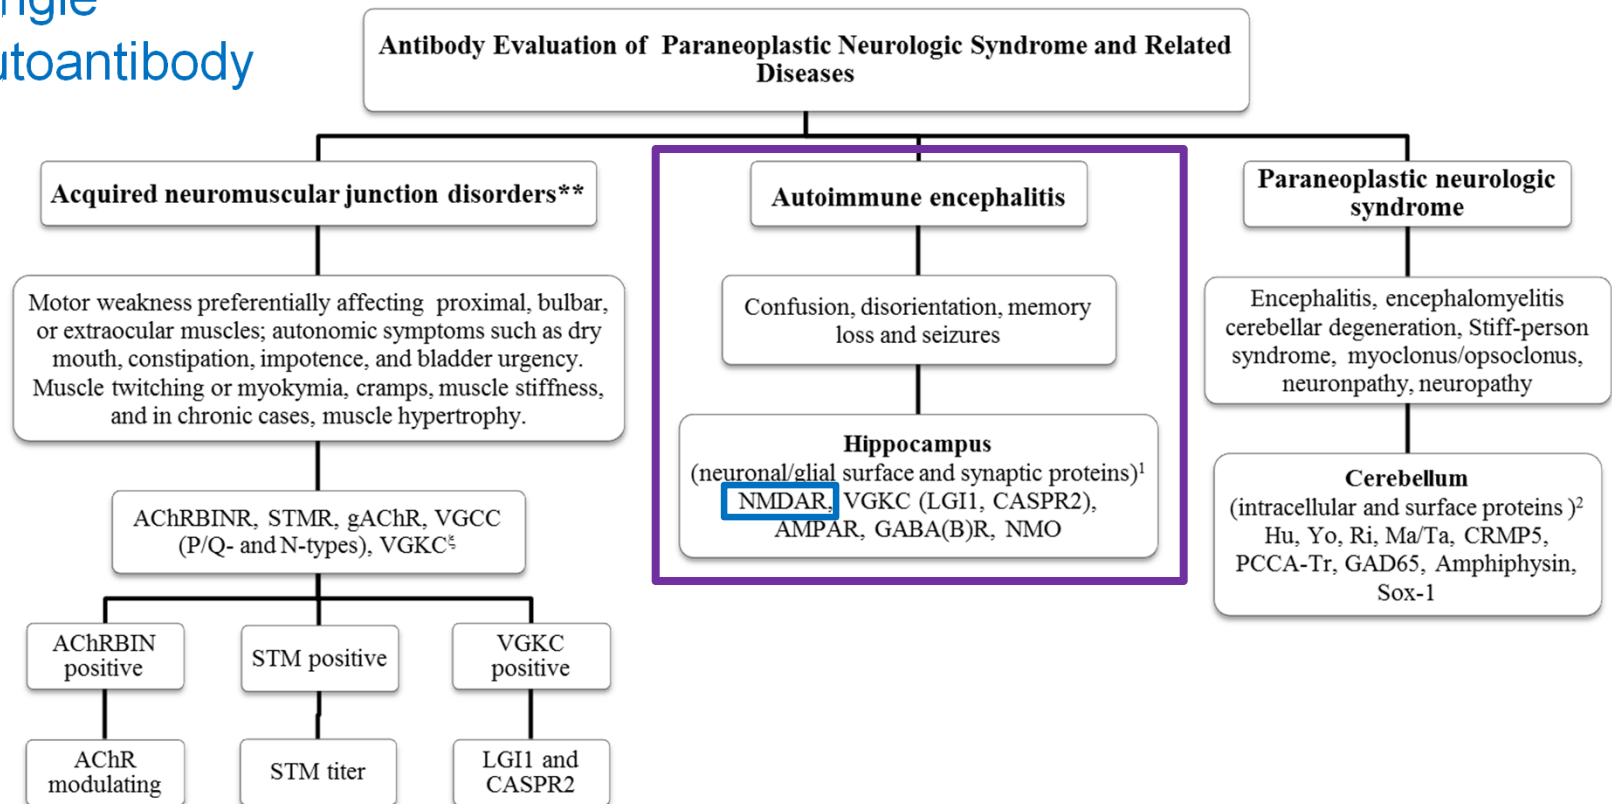 ngle
utoantibody
Antibody Evaluation of Paraneoplastic Neurologic Syndrome and Related
Diseases
Acquired neuromuscular junction disorders**
Motor weakness preferentially affecting proximal, bulbar,
or extraocular muscles; autonomic symptoms such as dry
mouth, constipation, impotence, and bladder urgency.
Muscle twitching or myokymia, cramps, muscle stiffness,
and in chronic cases, muscle hypertrophy.
AChRBINR, STMR, gAChR, VGCC
(P/Q- and N-types), VGKCξ
AChRBIN
positive
AChR
modulating
STM positive
STM titer
VGKC
positive
LGI1 and
CASPR2
Autoimmune encephalitis
Confusion, disorientation, memory
loss and seizures
Hippocampus
(neuronal/glial surface and synaptic proteins)1
NMDAR, VGKC (LGI1, CASPR2),
AMPAR, GABA(B)R, NMO
Paraneoplastic neurologic
syndrome
Encephalitis, encephalomyelitis
cerebellar degeneration, Stiff-person
syndrome, myoclonus/opsoclonus,
neuronpathy, neuropathy
Cerebellum
(intracellular and surface proteins )2
Hu, Yo, Ri, Ma/Ta, CRMP5,
PCCA-Tr, GAD65, Amphiphysin,
Sox-1